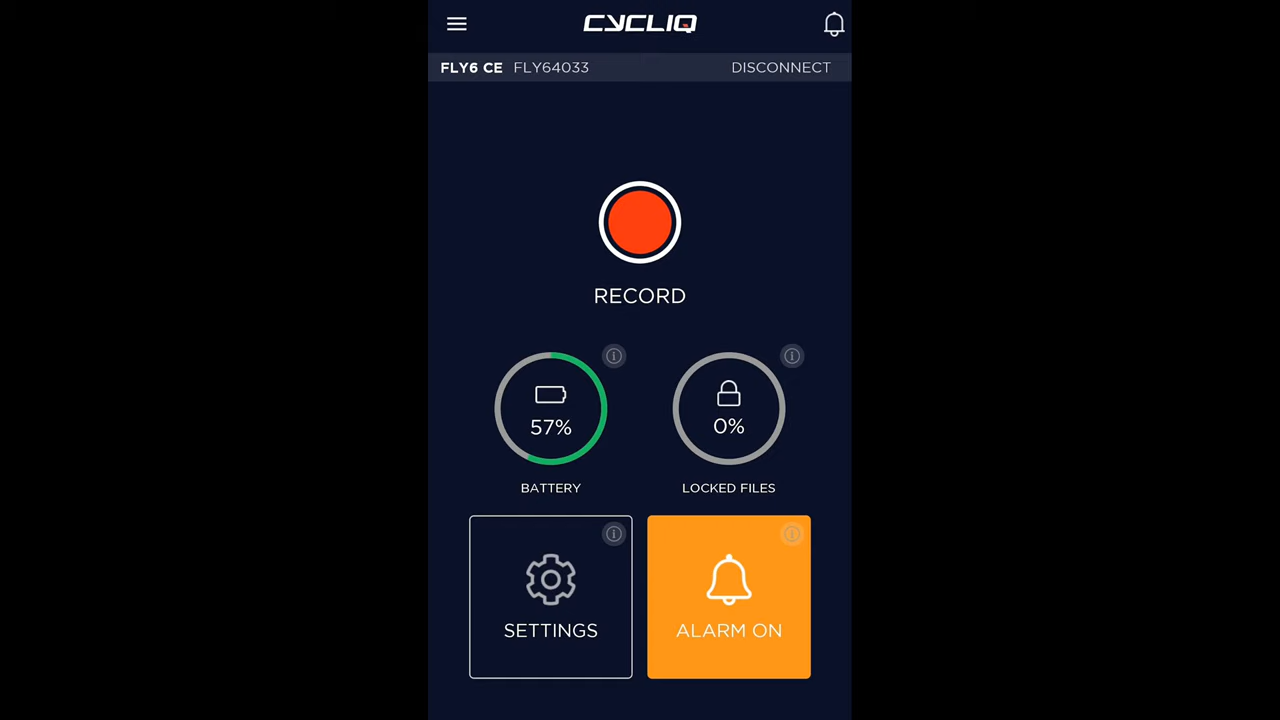 CYCLIQ
FLY6 CE FLY64033 DISCONNECT
RECORD
57% 0%
BATTERY LOCKED FILES
SETTINGS ALARM ON